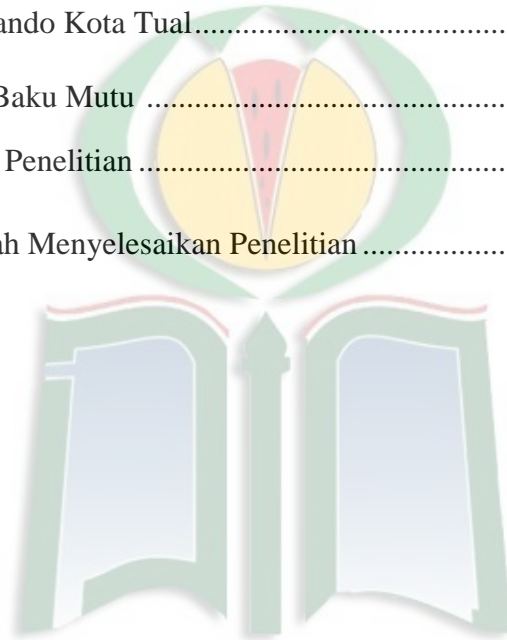 ando Kota Tual..................................
Baku Mutu .......................................
Penelitian ........................................
ah Menyelesaikan Penelitian ................